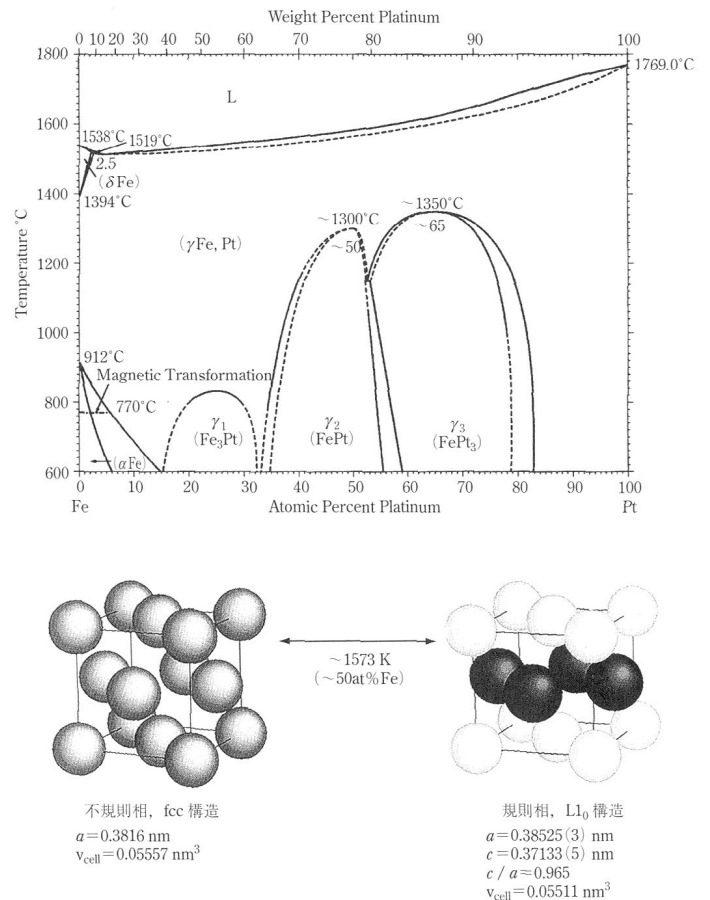 Weight Percent Platinum
0 10 20 30 40 50 60 70 80 90 100
1800
1769.0°C
L
1600
1538°C 1519°C
2.5
(δFe)
1400
1394°C
~1350°C
~1300°C
~65
(γFe, Pt)
~50
1200
Temperature °C
1000
912°C
Magnetic Transformation
800
770°C
γ1
(Fe3Pt)
γ2
(FePt)
γ3
(FePt3)
(αFe)
600
0 10 20 30 40 50 60 70 80 90 100
Fe Atomic Percent Platinum Pt
~1573 K
(~50at%Fe)
不規則相，fcc 構造
a=0.3816 nm
vcell=0.05557 nm3
規則相，L10 構造
a=0.38525(3) nm
c=0.37133(5) nm
c / a=0.965
vcell=0.05511 nm3